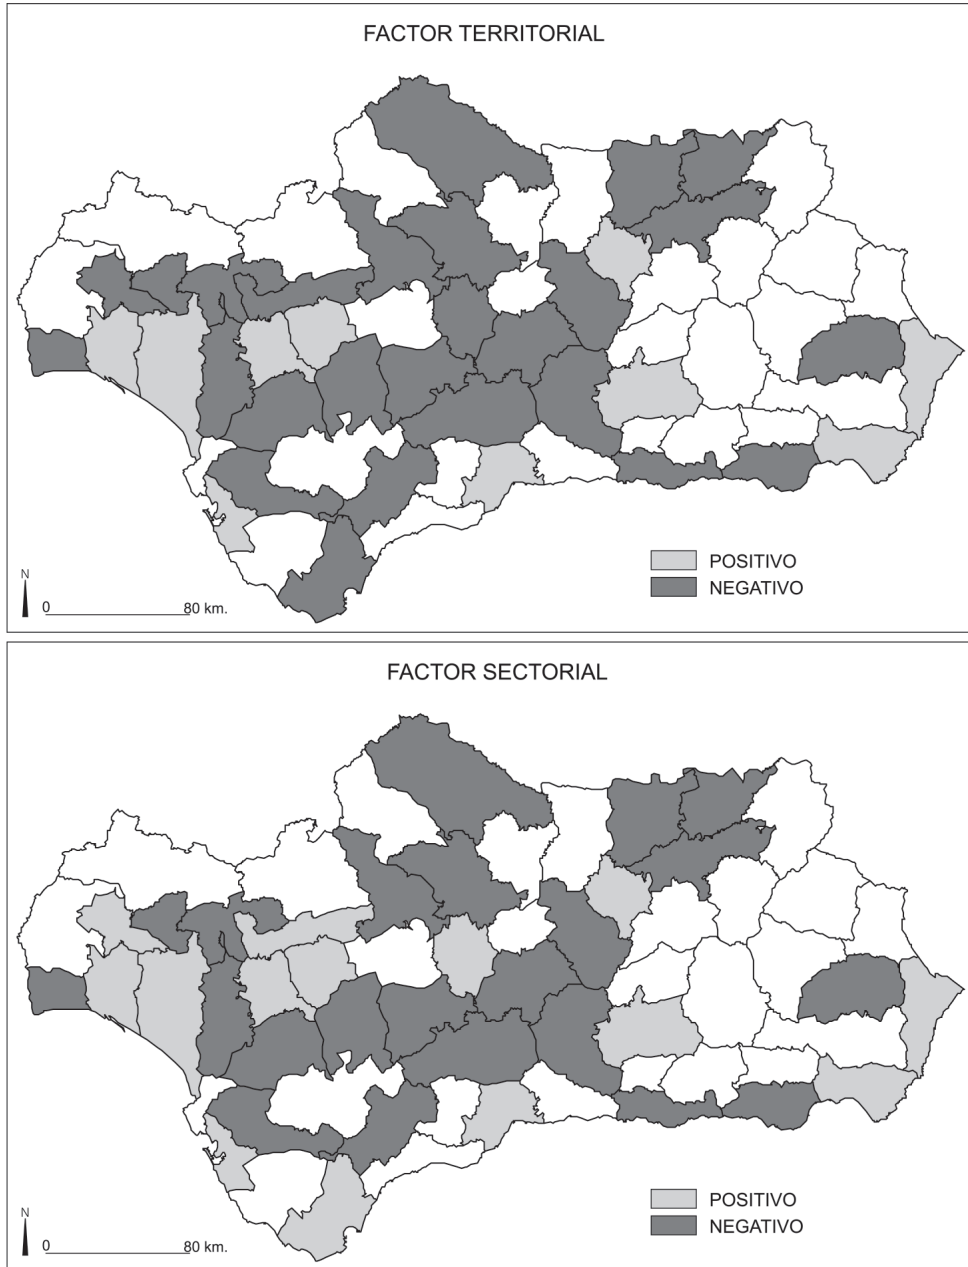 FACTOR TERRITORIAL
POSITIVO
NEGATIVO
N
0 80 km.
FACTOR SECTORIAL
POSITIVO
NEGATIVO
N
0 80 km.